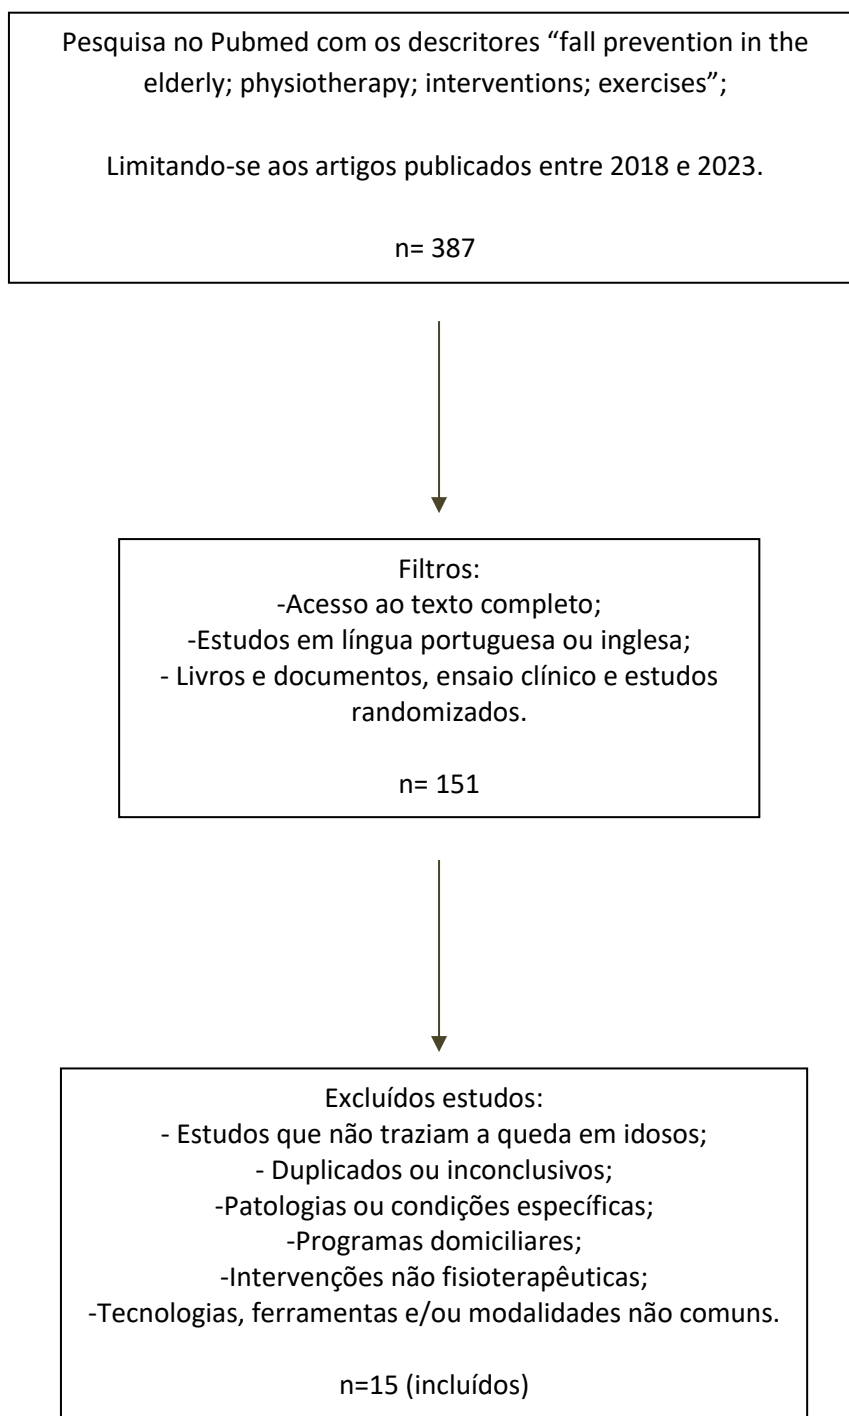 Pesquisa no Pubmed com os descritores “fall prevention in the
elderly; physiotherapy; interventions; exercises”;
Limitando-se aos artigos publicados entre 2018 e 2023.
n= 387
Filtros:
-Acesso ao texto completo;
-Estudos em língua portuguesa ou inglesa;
- Livros e documentos, ensaio clínico e estudos
randomizados.
n= 151
Excluídos estudos:
- Estudos que não traziam a queda em idosos;
- Duplicados ou inconclusivos;
-Patologias ou condições específicas;
-Programas domiciliares;
-Intervenções não fisioterapêuticas;
-Tecnologias, ferramentas e/ou modalidades não comuns.
n=15 (incluídos)